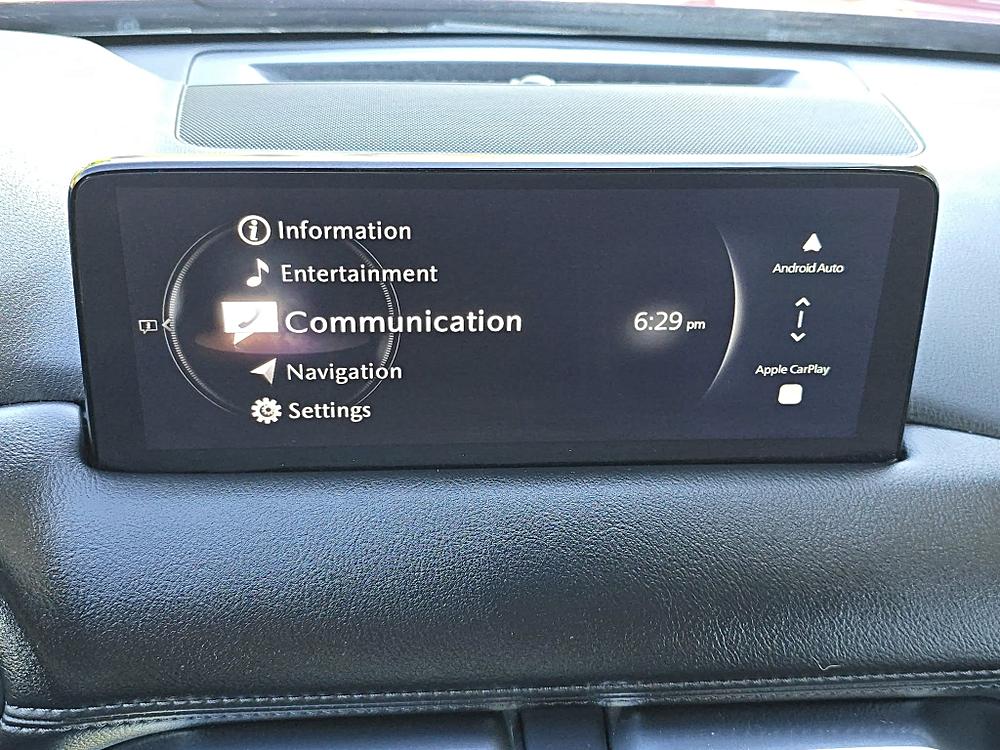 Information
Entertainment
Communication
Navigation
Settings
6:29 pm
Android Auto
Apple CarPlay